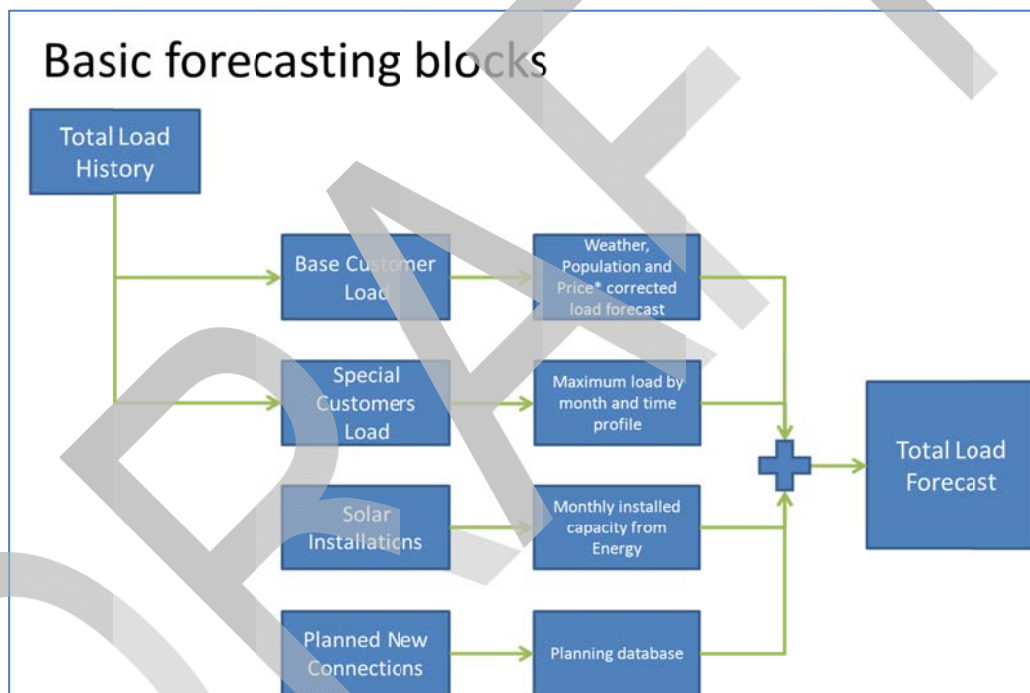 Basic forecasting blocks
Total Load
History
Base Customer
Load
Weather,
Population and
Price* corrected
load forecast
Special
Customers
Load
Maximum load by
month and time
profile
Total Load
Forecast
Solar
Installations
Monthly installed
capacity from
Energy
Planned New
Connections
Planning database
DRAFT